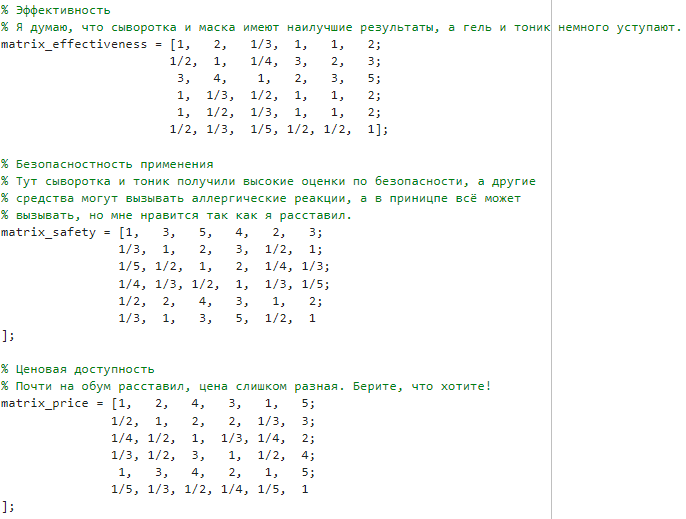 % Эффективность
% Я думаю, что сыворотка и маска имеют наилучшие результаты, а гель и тоник немного уступают.
matrix_effectiveness = [1, 2, 1/3, 1, 1, 2;
1/2, 1, 1/4, 3, 2, 3;
3, 4, 1, 2, 3, 5;
1, 1/3, 1/2, 1, 1, 2;
1, 1/2, 1/3, 1, 1, 2;
1/2, 1/3, 1/5, 1/2, 1/2, 1];
% Безопасностность применения
% Тут сыворотка и тоник получили высокие оценки по безопасности, а другие
% средства могут вызывать аллергические реакции, а в приницпе всё может
% вызывать, но мне нравится так как я расставил.
matrix_safety = [1, 3, 5, 4, 2, 3;
1/3, 1, 2, 3, 1/2, 1;
1/5, 1/2, 1, 2, 1/4, 1/3;
1/4, 1/3, 1/2, 1, 1/3, 1/5;
1/2, 2, 4, 3, 1, 2;
1/3, 1, 3, 5, 1/2, 1
];
% Ценовая доступность
% Почти на обум расставил, цена слишком разная. Берите, что хотите!
matrix_price = [1, 2, 4, 3, 1, 5;
1/2, 1, 2, 2, 1/3, 3;
1/4, 1/2, 1, 1/3, 1/4, 2;
1/3, 1/2, 3, 1, 1/2, 4;
1, 3, 4, 2, 1, 5;
1/5, 1/3, 1/2, 1/4, 1/5, 1
];